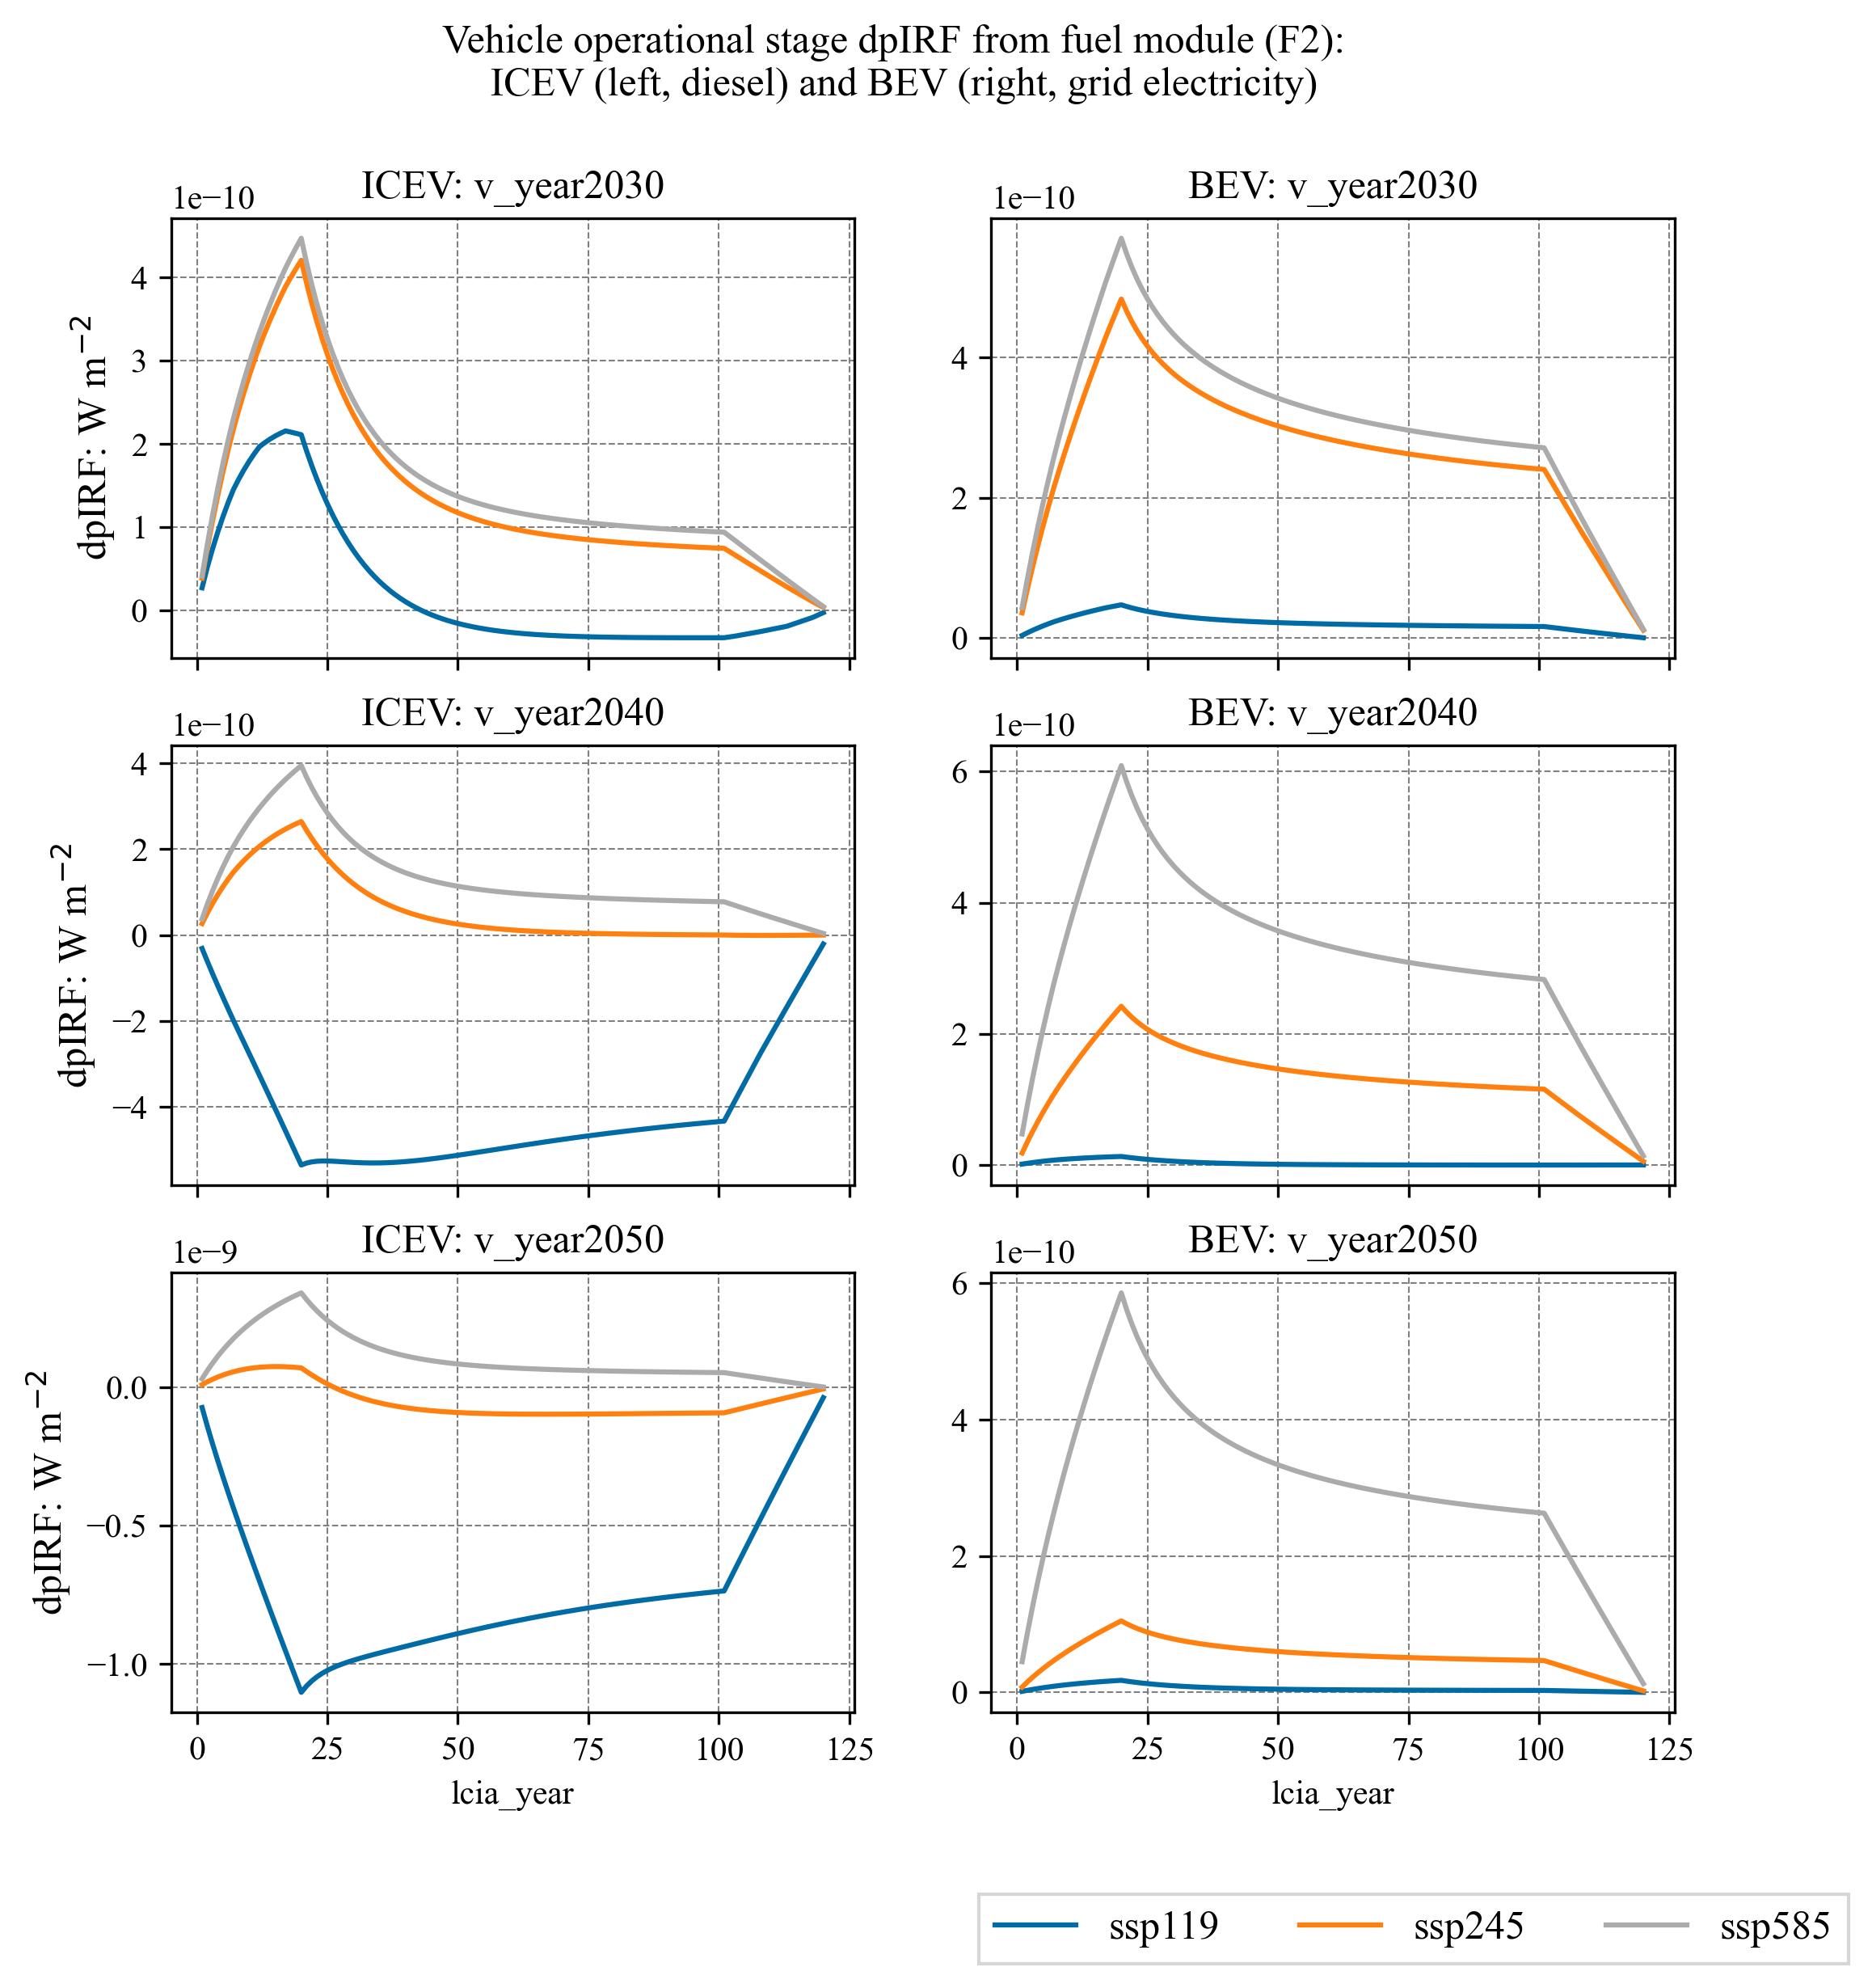 Vehicle operational stage dpIRF from fuel module (F2):
ICEV (left, diesel) and BEV (right, grid electricity)
ICEV: v_year2030
1e−10
4
3
2
1
0
dpIRF: W m⁻²
BEV: v_year2030
1e−10
4
2
0
ICEV: v_year2040
1e−10
4
2
0
−2
−4
dpIRF: W m⁻²
BEV: v_year2040
1e−10
6
4
2
0
ICEV: v_year2050
1e−9
0.0
−0.5
−1.0
dpIRF: W m⁻²
0 25 50 75 100 125
lcia_year
BEV: v_year2050
1e−10
6
4
2
0
0 25 50 75 100 125
lcia_year
ssp119 ssp245 ssp585